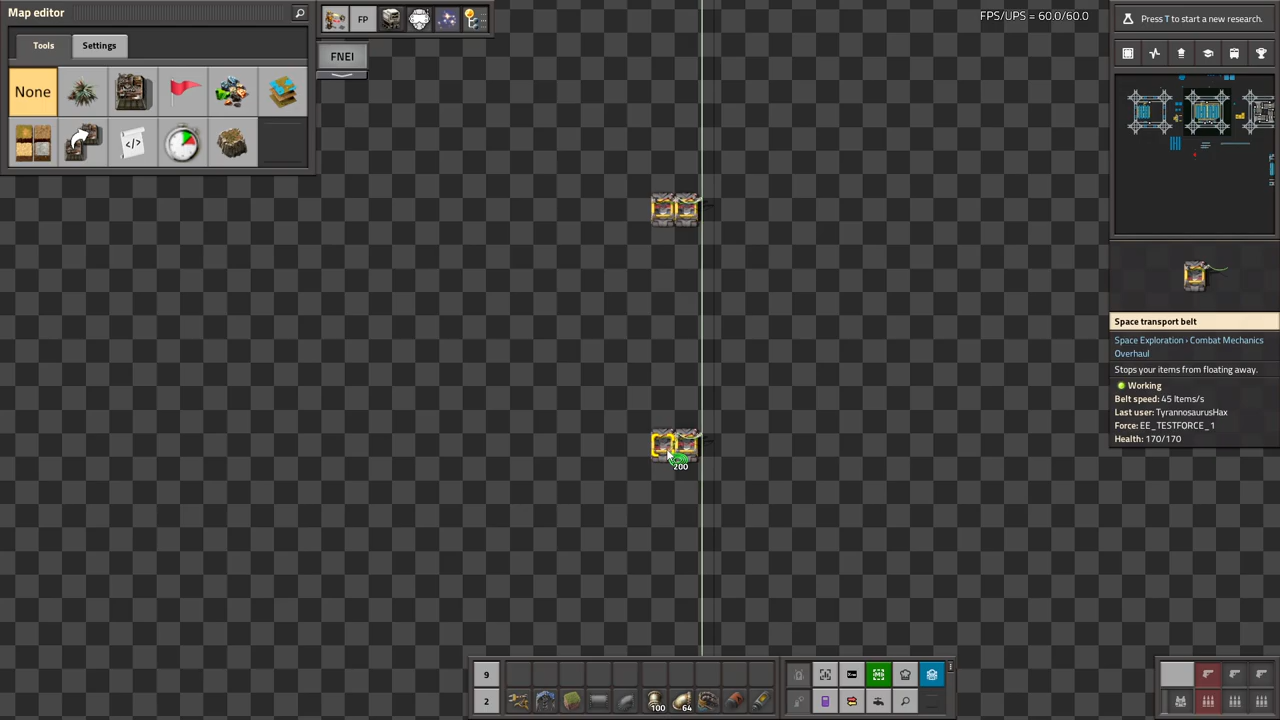 Map editor
Tools
Settings
None
</>
FP
FNEI
FPS/UPS = 60.0/60.0
Press T to start a new research.
Space transport belt
Space Exploration › Combat Mechanics
Overhaul
Stops your items from floating away.
Working
Belt speed: 45 Items/s
Last user: TyrannosaurusHax
Force: EE_TESTFORCE_1
Health: 170/170
200
9
2
100
64